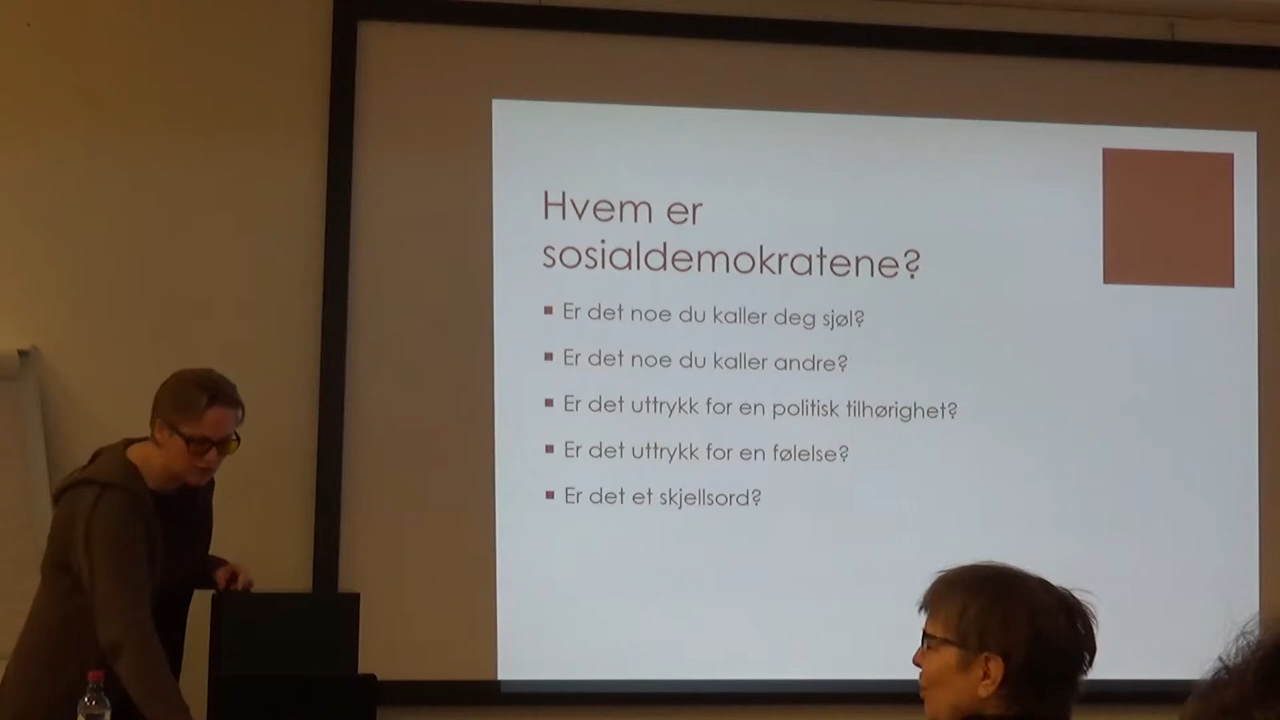 Hvem er
sosialdemokratene?
Er det noe du kaller deg sjøl?
Er det noe du kaller andre?
Er det uttrykk for en politisk tilhørighet?
Er det uttrykk for en følelse?
Er det et skjellsord?